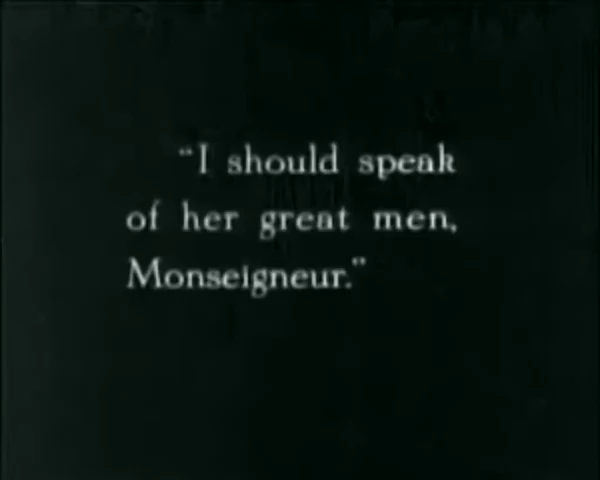 “I should speak
of her great men,
Monseigneur.”